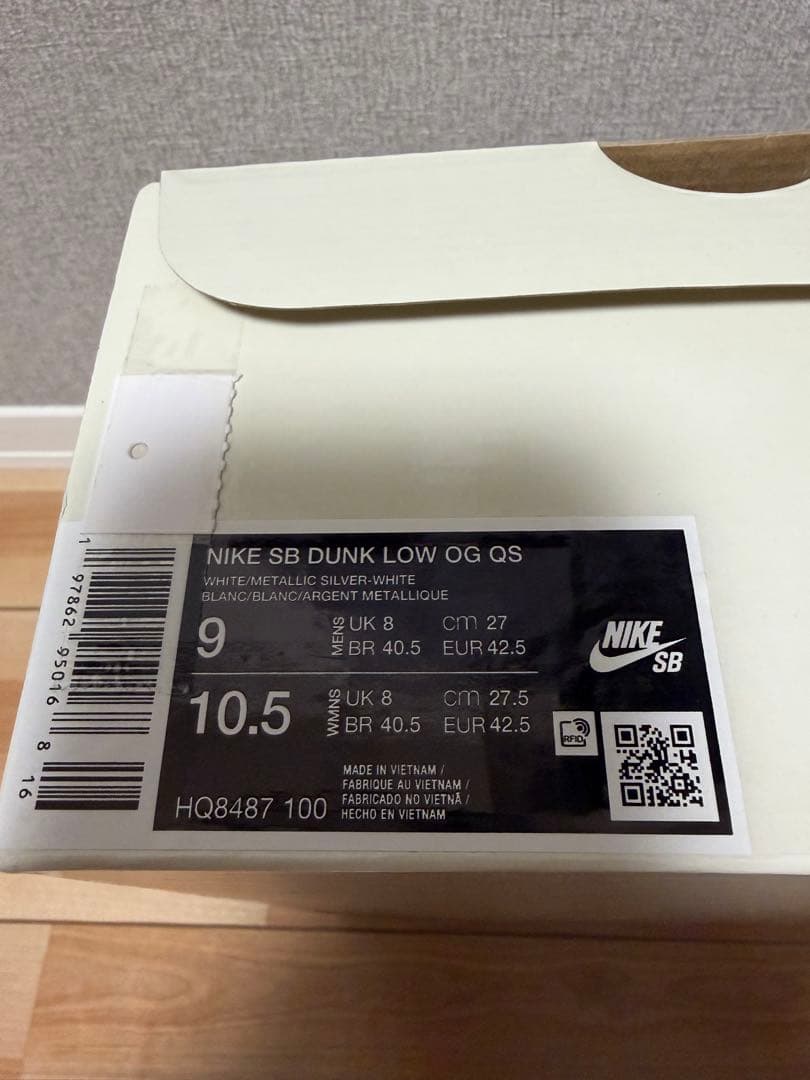 NIKE SB DUNK LOW OG QS
WHITE/METALLIC SILVER-WHITE
BLANC/BLANC/ARGENT METALLIQUE
9
MENS
UK 8 cm 27
BR 40.5 EUR 42.5
10.5
WMNS
UK 8 cm 27.5
BR 40.5 EUR 42.5
MADE IN VIETNAM /
FABRIQUE AU VIETNAM /
FABRICADO NO VIETNÃ /
HECHO EN VIETNAM
HQ8487 100
NIKE
SB
RFID
1 97862 95016 8 16